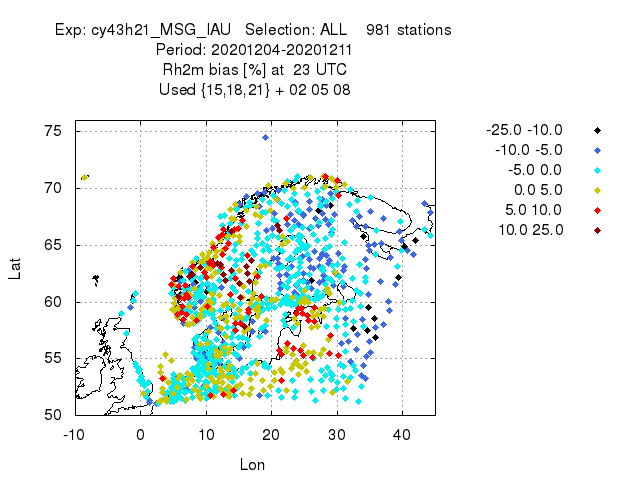 Exp: cy43h21_MSG_IAU   Selection: ALL    981 stations
Period: 20201204-20201211
Rh2m bias [%] at  23 UTC
Used {15,18,21} + 02 05 08
-25.0 -10.0
-10.0 -5.0
-5.0 0.0
0.0 5.0
5.0 10.0
10.0 25.0
Lat
75
70
65
60
55
50
-10 0 10 20 30 40
Lon